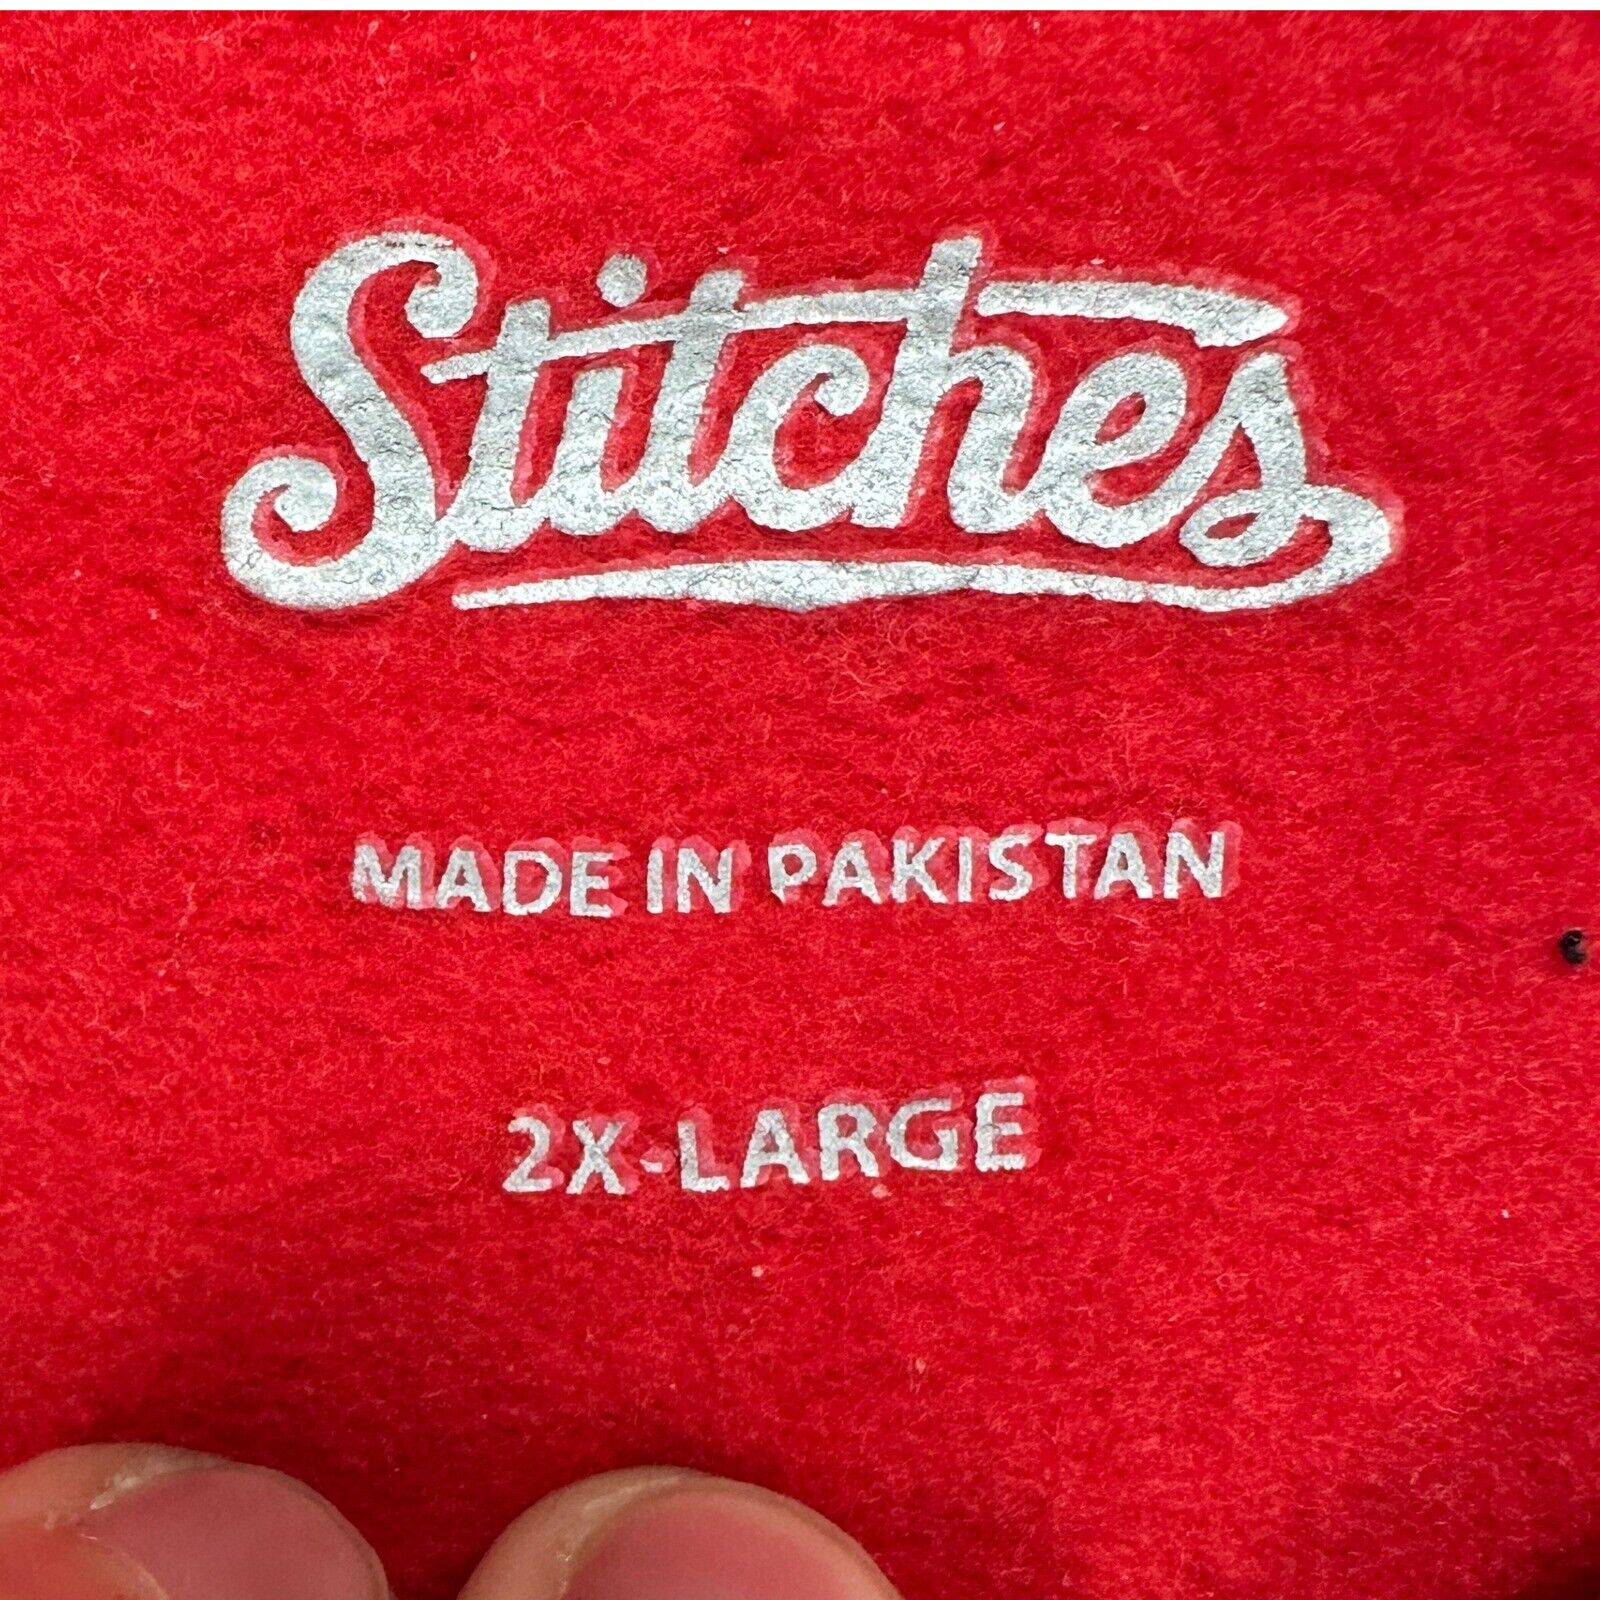 Stitches
MADE IN PAKISTAN
2X-LARGE